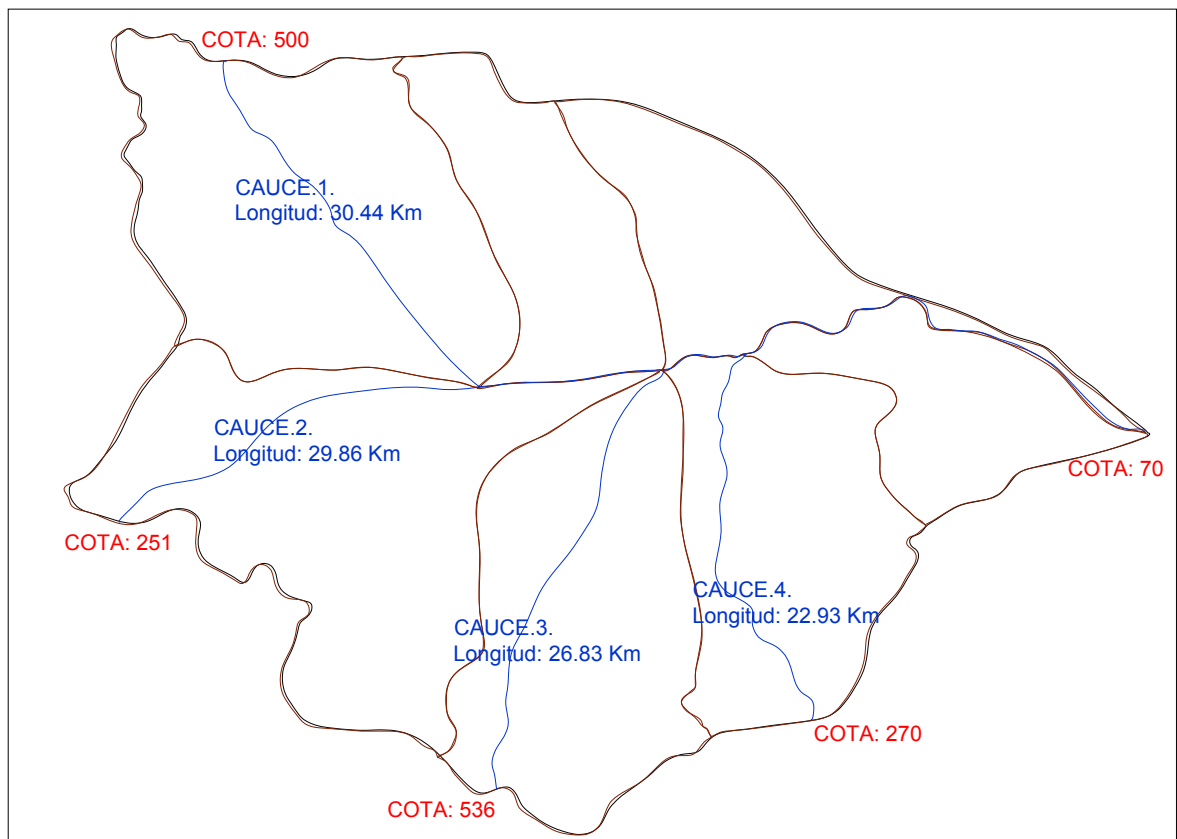 COTA: 500
CAUCE.1.
Longitud: 30.44 Km
CAUCE.2.
Longitud: 29.86 Km
COTA: 70
COTA: 251
CAUCE.4.
Longitud: 22.93 Km
CAUCE.3.
Longitud: 26.83 Km
COTA: 270
COTA: 536